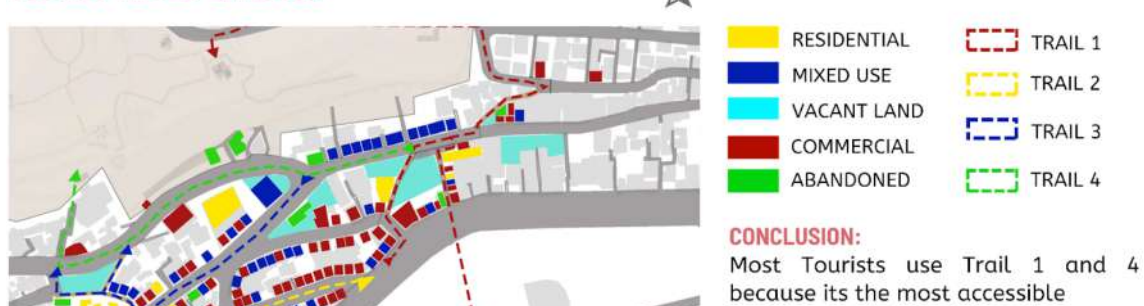 RESIDENTIAL
MIXED USE
VACANT LAND
COMMERCIAL
ABANDONED
TRAIL 1
TRAIL 2
TRAIL 3
TRAIL 4
CONCLUSION:
Most Tourists use Trail 1 and 4
because its the most accessible